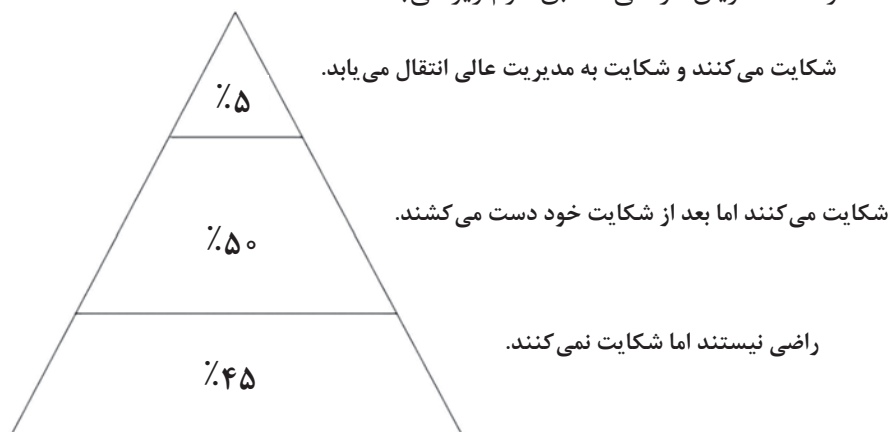 شکایت می‌کنند و شکایت به مدیریت عالی انتقال می‌یابد.
٪۵
شکایت می‌کنند اما بعد از شکایت خود دست می‌کشند.
٪۵۰
راضی نیستند اما شکایت نمی‌کنند.
٪۴۵